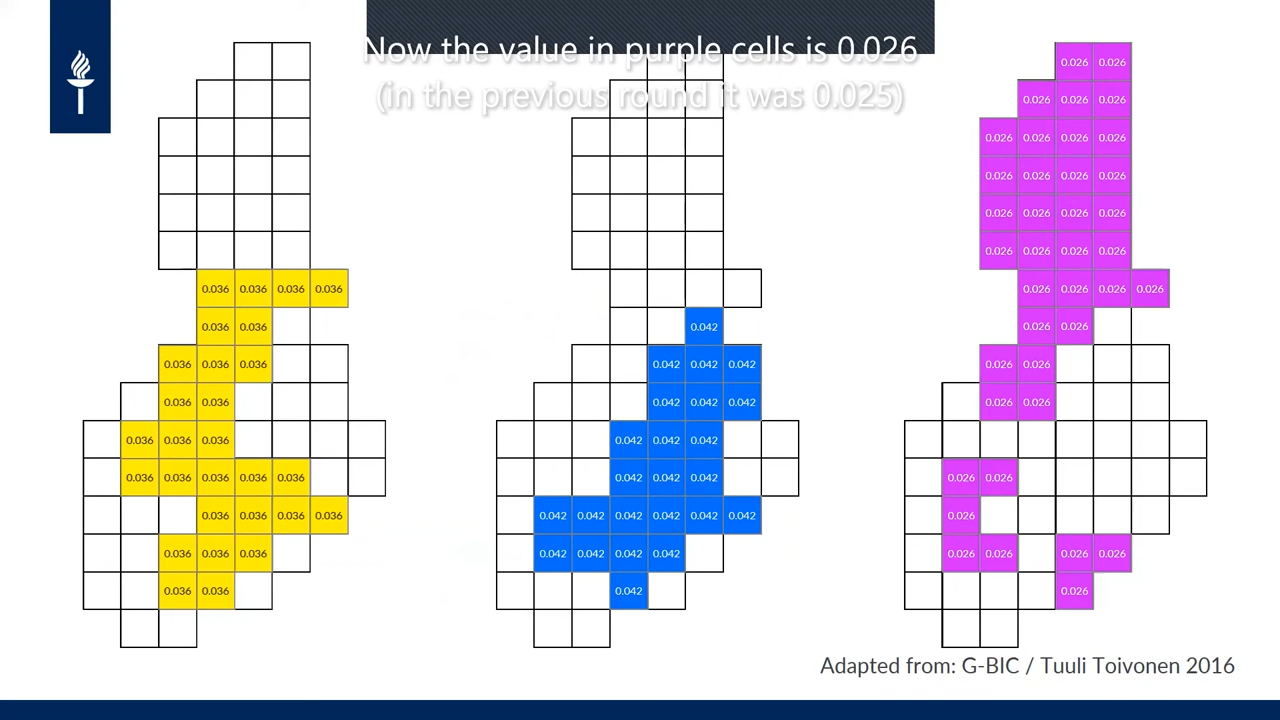 Now the value in purple cells is 0.026
(in the previous round it was 0.025)
0.036 0.036 0.036 0.036
0.036 0.036
0.036 0.036 0.036
0.036 0.036
0.036 0.036 0.036
0.036 0.036 0.036 0.036 0.036
0.036 0.036 0.036 0.036
0.036 0.036 0.036
0.036 0.036
0.042
0.042 0.042 0.042
0.042 0.042 0.042
0.042 0.042 0.042
0.042 0.042 0.042
0.042 0.042 0.042 0.042 0.042 0.042
0.042 0.042 0.042 0.042
0.042
0.026 0.026
0.026 0.026 0.026
0.026 0.026 0.026 0.026
0.026 0.026 0.026 0.026
0.026 0.026 0.026 0.026
0.026 0.026 0.026 0.026
0.026 0.026 0.026 0.026
0.026 0.026
0.026 0.026
0.026 0.026
0.026 0.026
0.026
0.026 0.026 0.026 0.026
0.026
Adapted from: G-BIC / Tuuli Toivonen 2016